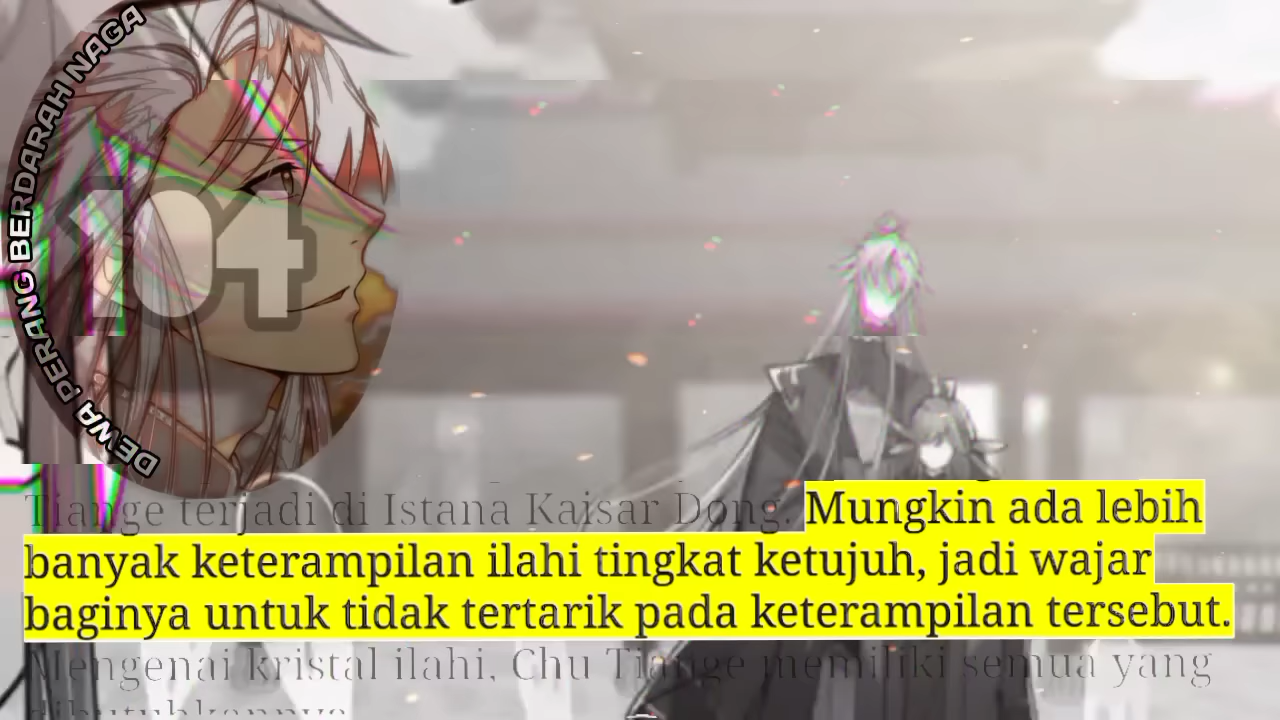 DEWA PERANG BERDARAH NAGA
104
Tiange terjadi di Istana Kaisar Dong. Mungkin ada lebih
banyak keterampilan ilahi tingkat ketujuh, jadi wajar
baginya untuk tidak tertarik pada keterampilan tersebut.
Mengenai kristal ilahi, Chu Tiange memiliki semua yang